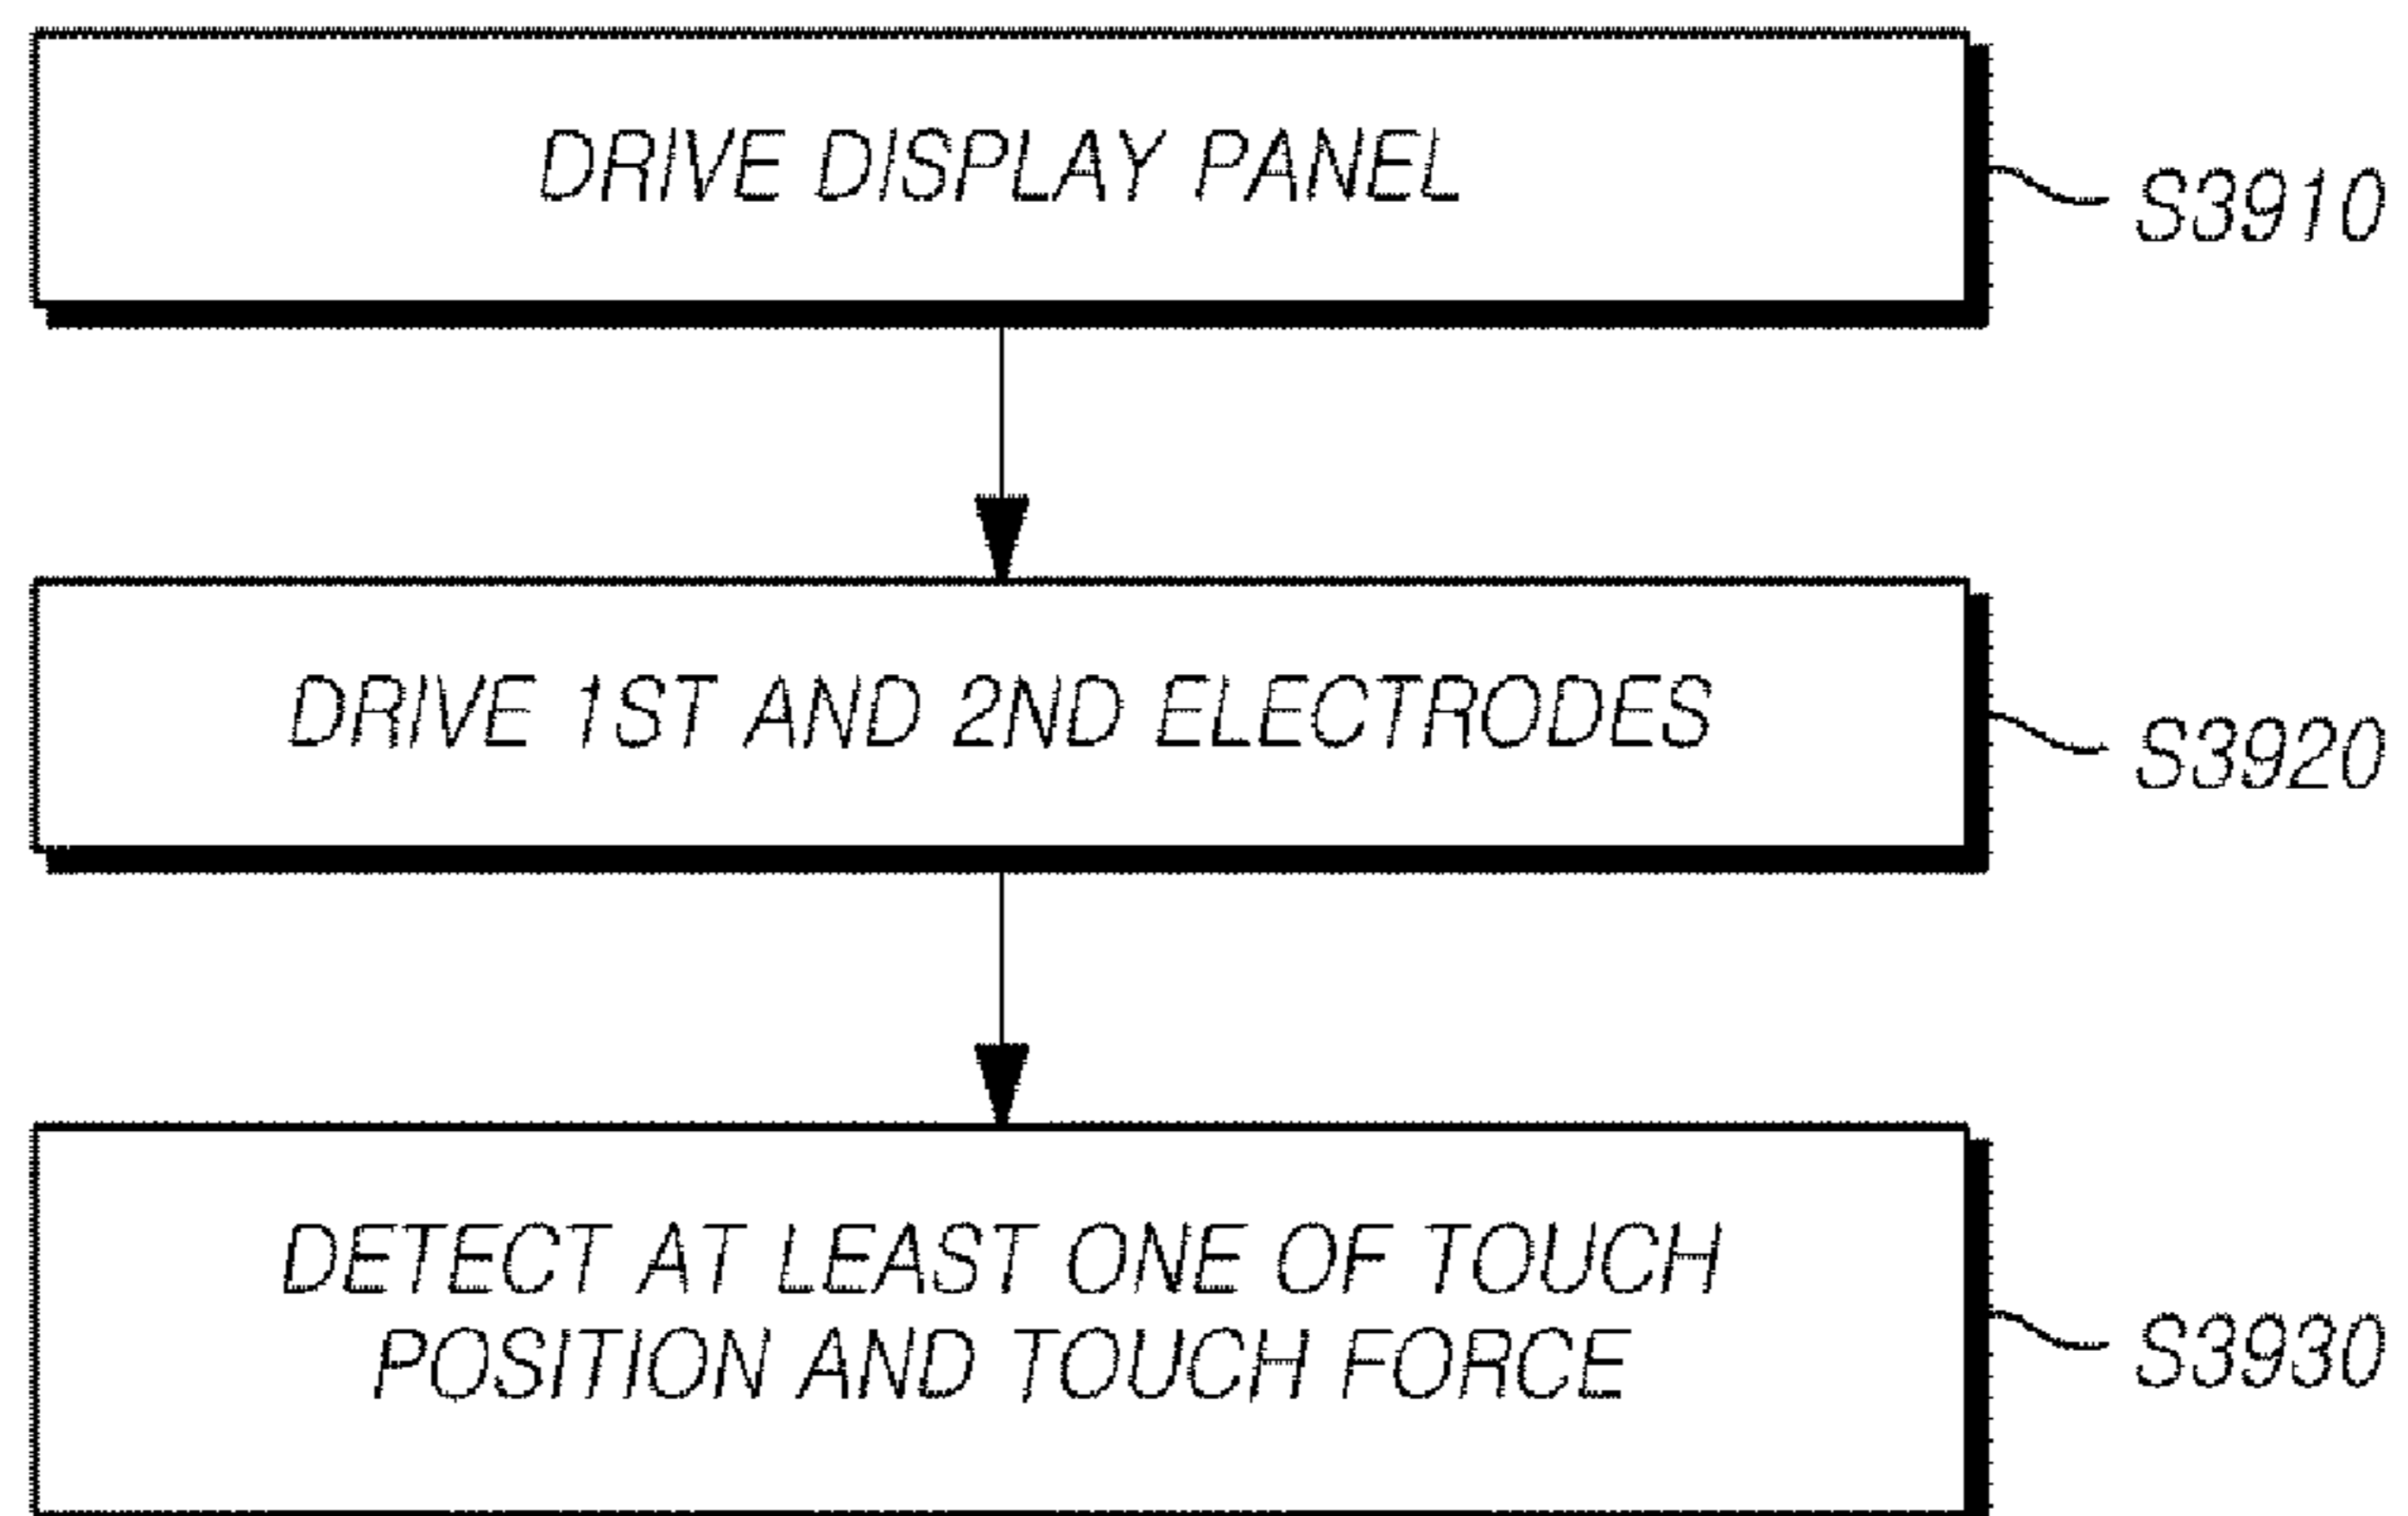 DRIVE DISPLAY PANEL
S3910
DRIVE 1ST AND 2ND ELECTRODES
S3920
DETECT AT LEAST ONE OF TOUCH
POSITION AND TOUCH FORCE
S3930